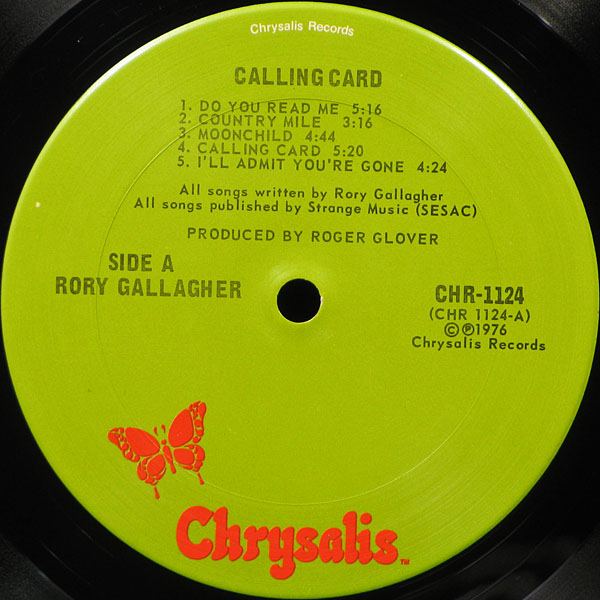 Chrysalis Records
CALLING CARD
1. DO YOU READ ME 5:16
2. COUNTRY MILE 3:16
3. MOONCHILD 4:44
4. CALLING CARD 5:20
5. I'LL ADMIT YOU'RE GONE 4:24
All songs written by Rory Gallagher
All songs published by Strange Music (SESAC)
PRODUCED BY ROGER GLOVER
SIDE A
RORY GALLAGHER
CHR-1124
(CHR 1124-A)
©℗1976
Chrysalis Records
Chrysalis™